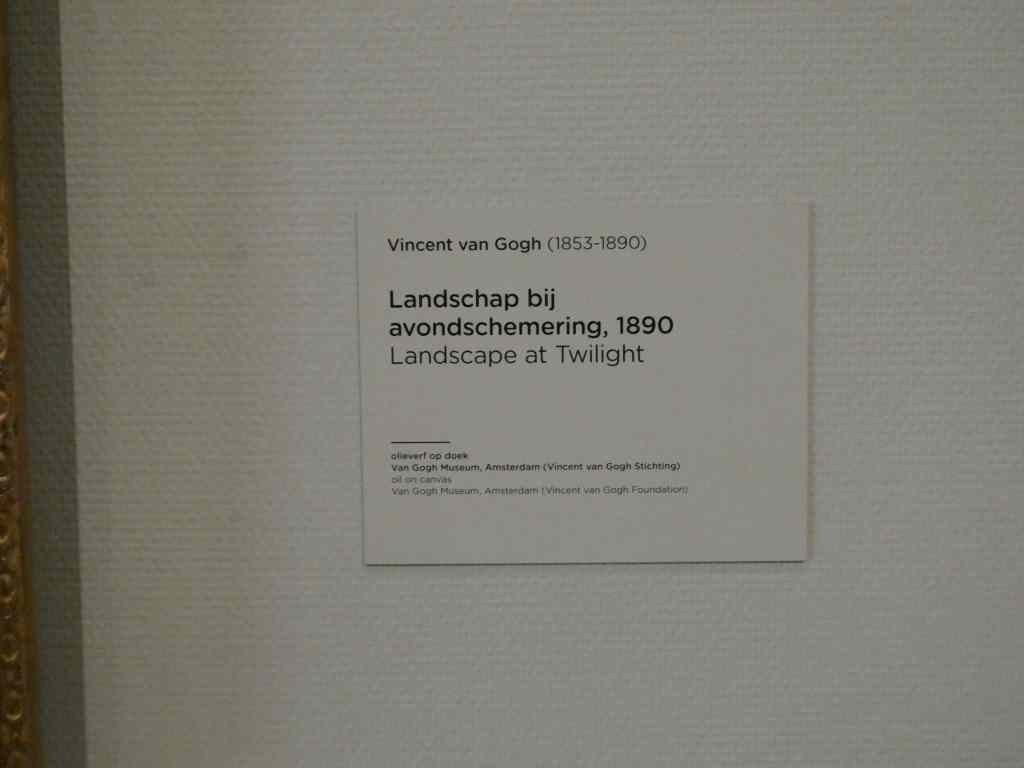 Vincent van Gogh (1853-1890)
Landschap bij
avondschemering, 1890
Landscape at Twilight
olieverf op doek
Van Gogh Museum, Amsterdam (Vincent van Gogh Stichting)
oil on canvas
Van Gogh Museum, Amsterdam (Vincent van Gogh Foundation)